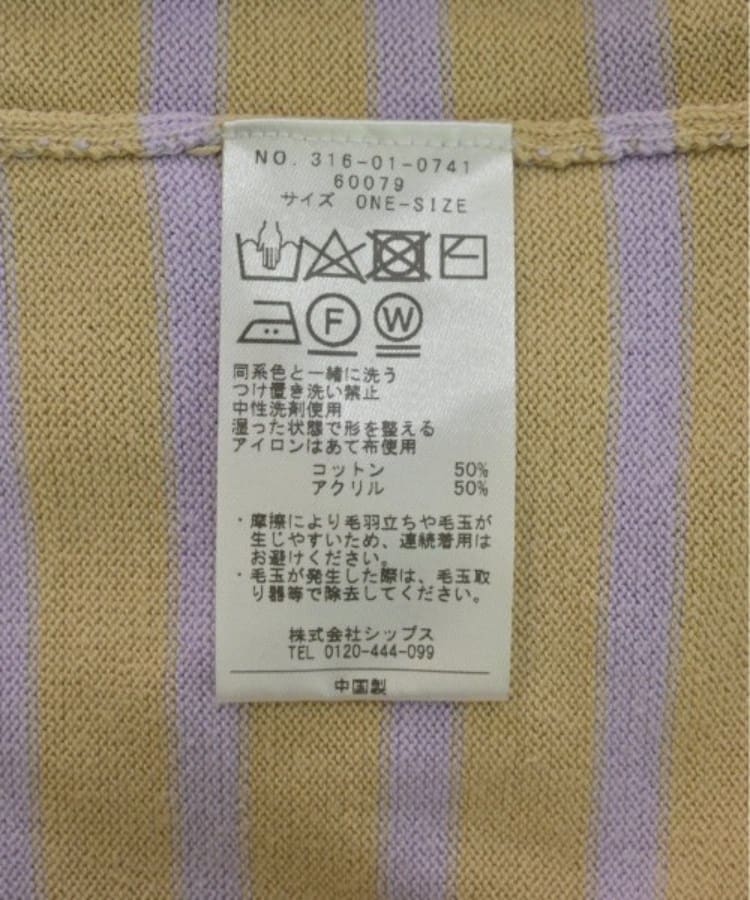 NO. 316-01-0741
60079
サイズ ONE-SIZE
F W
同系色と一緒に洗う
つけ置き洗い禁止
中性洗剤使用
湿った状態で形を整える
アイロンはあて布使用
コットン 50%
アクリル 50%
・摩擦により毛羽立ちや毛玉が
生じやすいため、連続着用は
お避けください。
・毛玉が発生した際は、毛玉取
り器等で除去してください。
株式会社シップス
TEL 0120-444-099
中国製